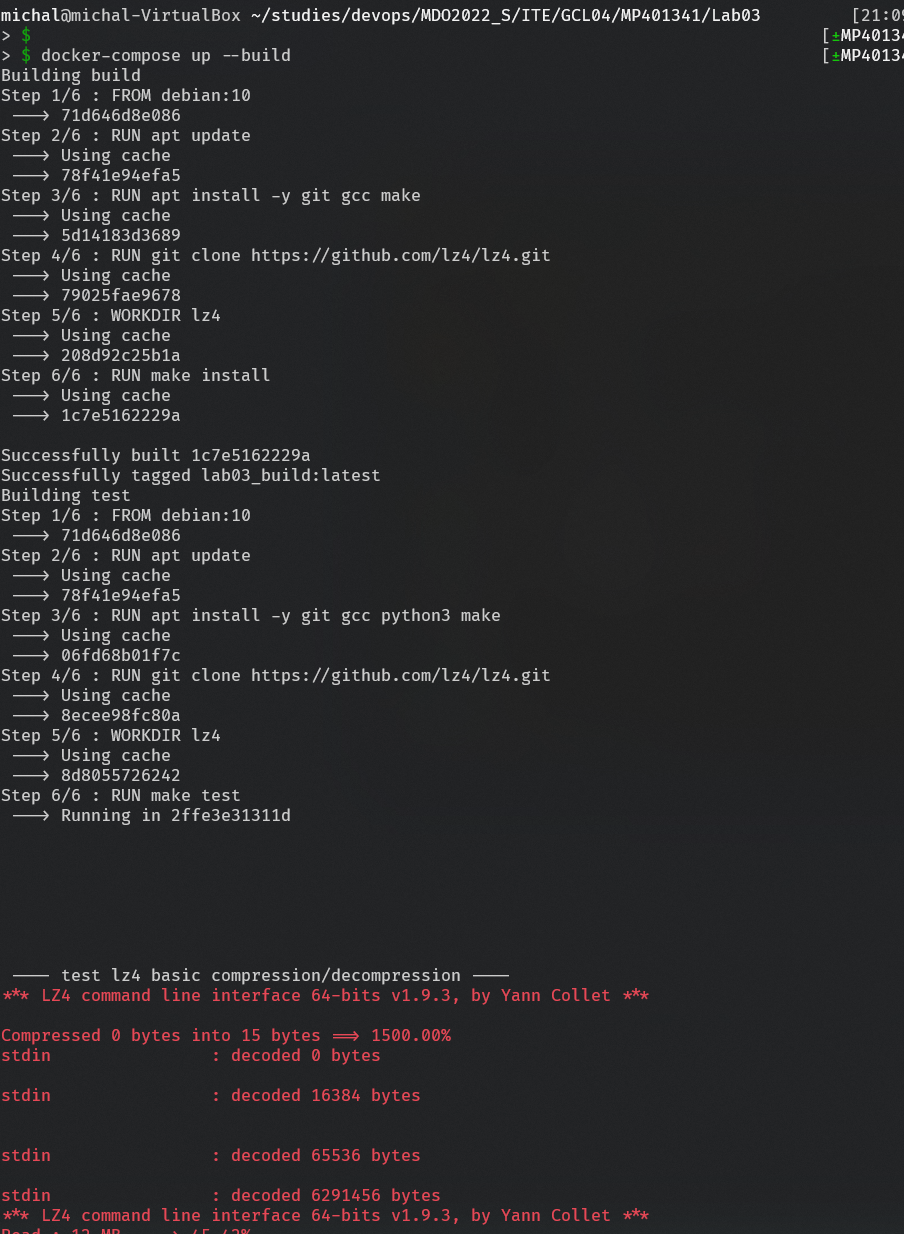 michal@michal-VirtualBox ~/studies/devops/MDO2022_S/ITE/GCL04/MP401341/Lab03 [21:09
> $ [±MP40134
> $ docker-compose up --build [±MP40134
Building build
Step 1/6 : FROM debian:10
---> 71d646d8e086
Step 2/6 : RUN apt update
---> Using cache
---> 78f41e94efa5
Step 3/6 : RUN apt install -y git gcc make
---> Using cache
---> 5d14183d3689
Step 4/6 : RUN git clone https://github.com/lz4/lz4.git
---> Using cache
---> 79025fae9678
Step 5/6 : WORKDIR lz4
---> Using cache
---> 208d92c25b1a
Step 6/6 : RUN make install
---> Using cache
---> 1c7e5162229a
Successfully built 1c7e5162229a
Successfully tagged lab03_build:latest
Building test
Step 1/6 : FROM debian:10
---> 71d646d8e086
Step 2/6 : RUN apt update
---> Using cache
---> 78f41e94efa5
Step 3/6 : RUN apt install -y git gcc python3 make
---> Using cache
---> 06fd68b01f7c
Step 4/6 : RUN git clone https://github.com/lz4/lz4.git
---> Using cache
---> 8ecee98fc80a
Step 5/6 : WORKDIR lz4
---> Using cache
---> 8d8055726242
Step 6/6 : RUN make test
---> Running in 2ffe3e31311d
---- test lz4 basic compression/decompression ----
*** LZ4 command line interface 64-bits v1.9.3, by Yann Collet ***
Compressed 0 bytes into 15 bytes ==> 1500.00%
stdin : decoded 0 bytes
stdin : decoded 16384 bytes
stdin : decoded 65536 bytes
stdin : decoded 6291456 bytes
*** LZ4 command line interface 64-bits v1.9.3, by Yann Collet ***